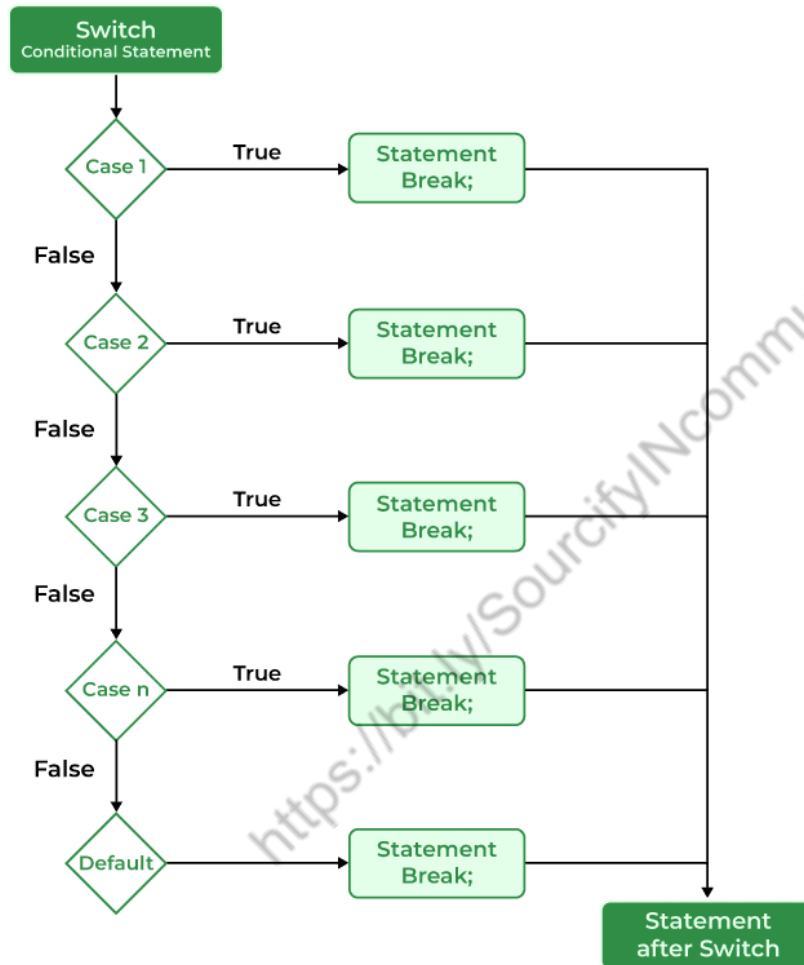 Switch
Conditional Statement
Case 1
True
Statement
Break;
False
Case 2
True
Statement
Break;
False
Case 3
True
Statement
Break;
False
Case n
True
Statement
Break;
False
Default
Statement
Break;
Statement
after Switch
https://bit.ly/SourcifyINcommu